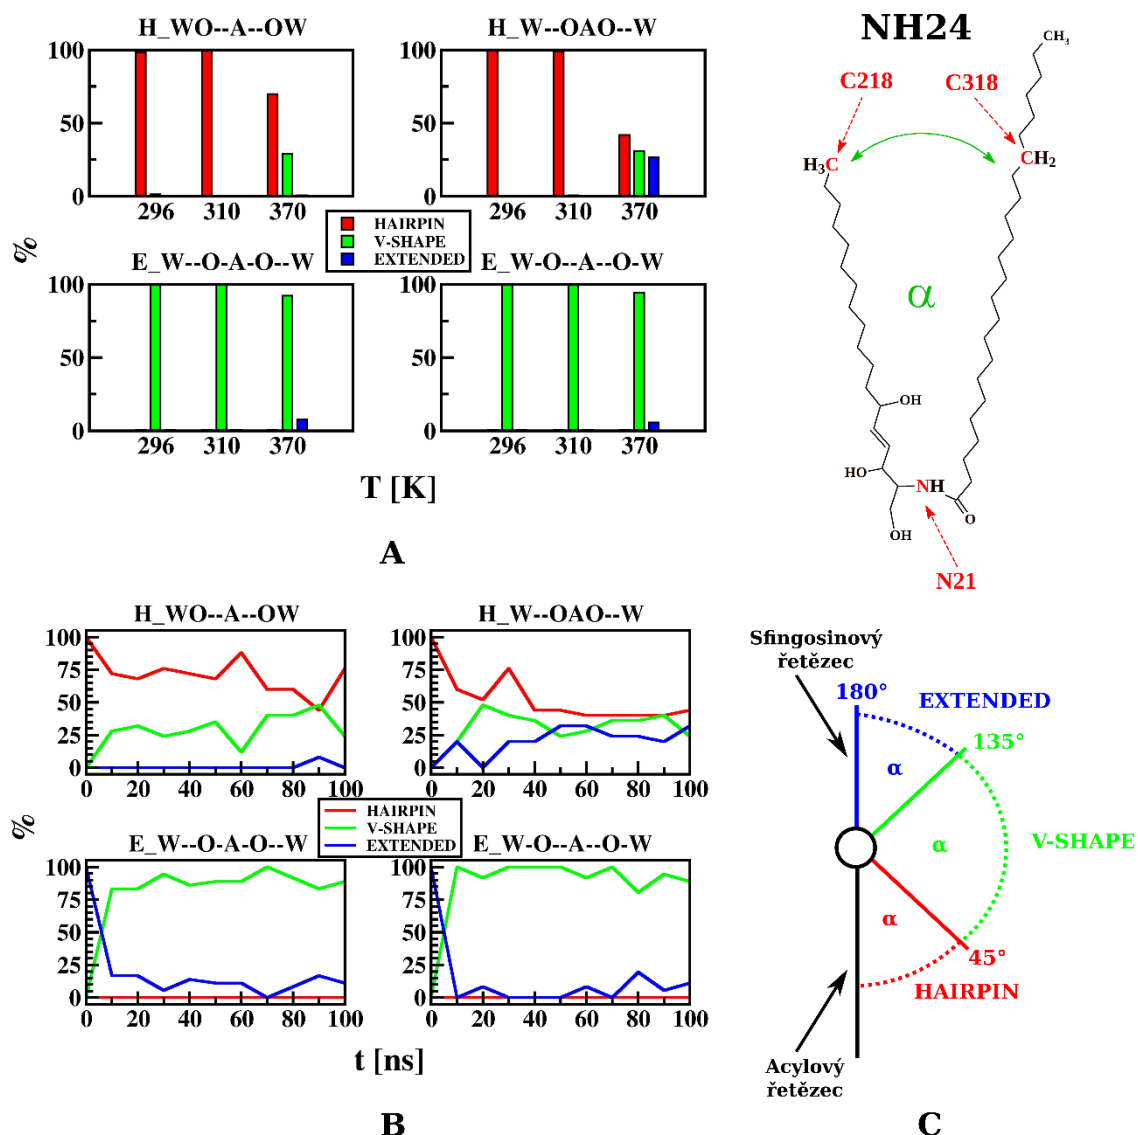 H_WO--A--OW
H_W--OAO--W
100
50
0
296
310
370
100
50
0
296
310
370
HAIRPIN
V-SHAPE
EXTENDED
%
E_W--O-A-O--W
E_W-O--A--O-W
100
50
0
296
310
370
100
50
0
296
310
370
T [K]
A
NH24
CH3
C218
C318
H3C
CH2
α
OH
HO
NH
O
OH
N21
H_WO--A--OW
H_W--OAO--W
100
75
50
25
0
0 20 40 60 80 100
100
75
50
25
0
0 20 40 60 80 100
HAIRPIN
V-SHAPE
EXTENDED
%
E_W--O-A-O--W
E_W-O--A--O-W
100
75
50
25
0
0 20 40 60 80 100
100
75
50
25
0
0 20 40 60 80 100
t [ns]
B
Sfingosinový
řetězec
180°
EXTENDED
135°
α
α
V-SHAPE
α
45°
HAIRPIN
Acylový
řetězec
C